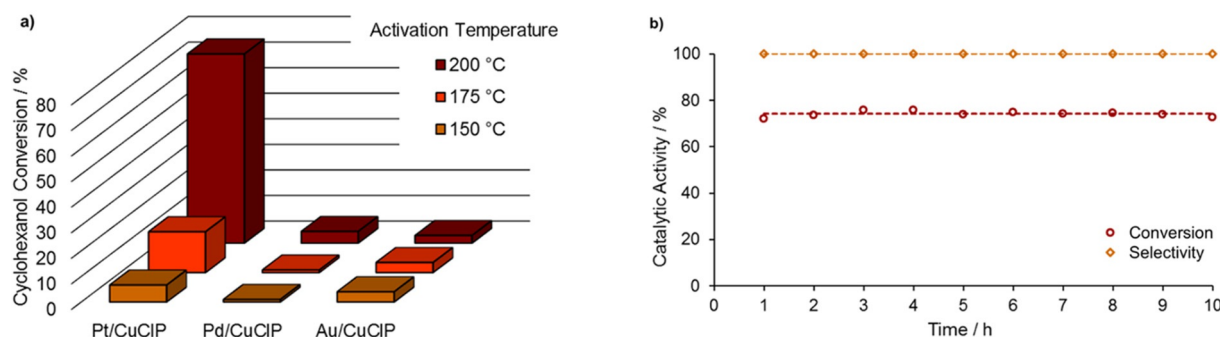 a)
Activation Temperature
200 °C
175 °C
150 °C
Cyclohexanol Conversion / %
80
70
60
50
40
30
20
10
0
Pt/CuClP
Pd/CuClP
Au/CuClP
b)
Catalytic Activity / %
100
80
60
40
20
0
Conversion
Selectivity
0 1 2 3 4 5 6 7 8 9 10
Time / h